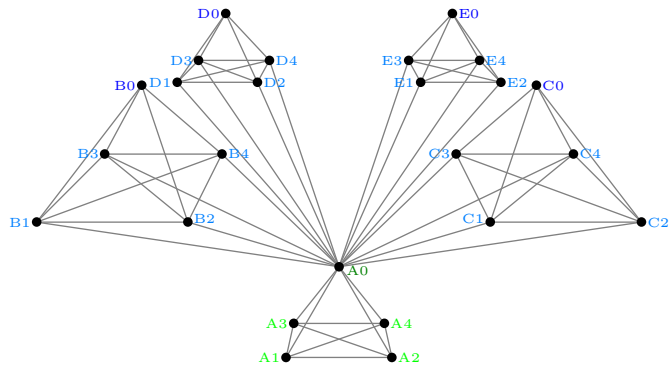 D0 E0
D3 D4 E3 E4
B0 D1 D2 E1 E2 C0
B3 B4 C3 C4
B1 B2 C1 C2
A0
A3 A4
A1 A2